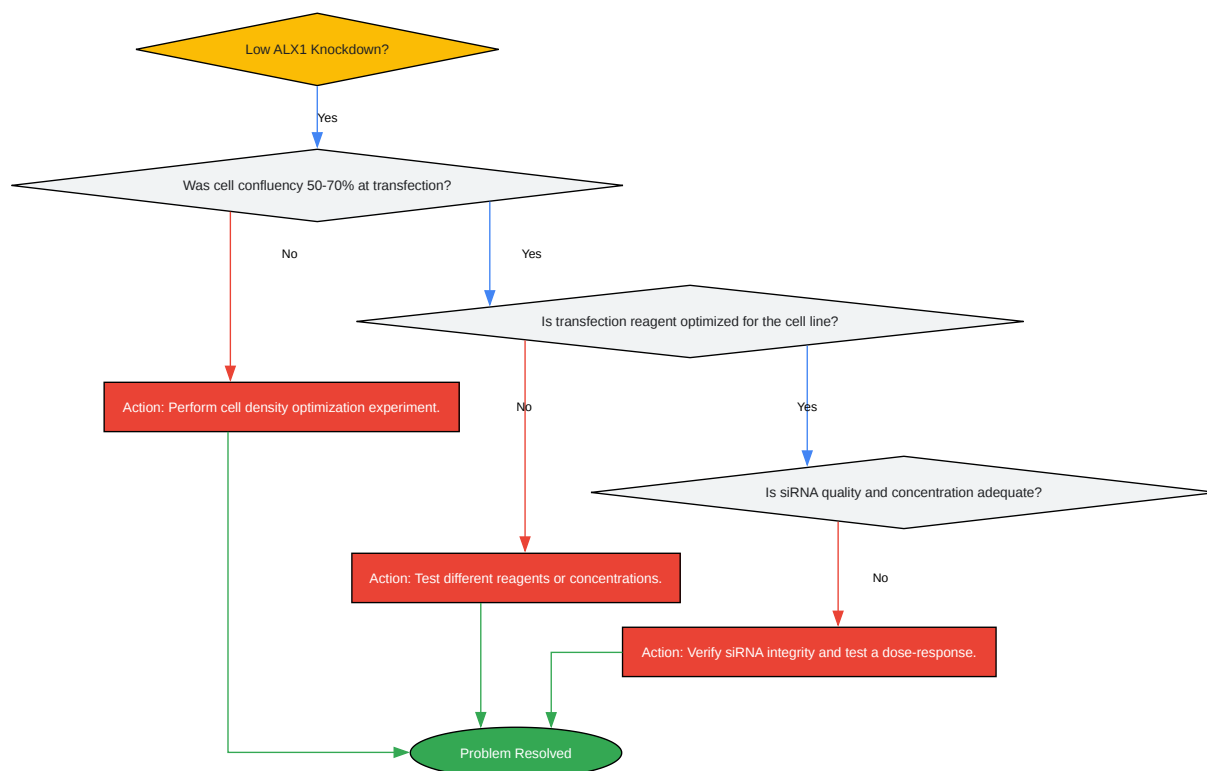 Low ALX1 Knockdown?
Yes
Was cell confluency 50-70% at transfection?
No
Yes
Is transfection reagent optimized for the cell line?
Action: Perform cell density optimization experiment.
No
Yes
Is siRNA quality and concentration adequate?
Action: Test different reagents or concentrations.
No
Action: Verify siRNA integrity and test a dose-response.
Problem Resolved